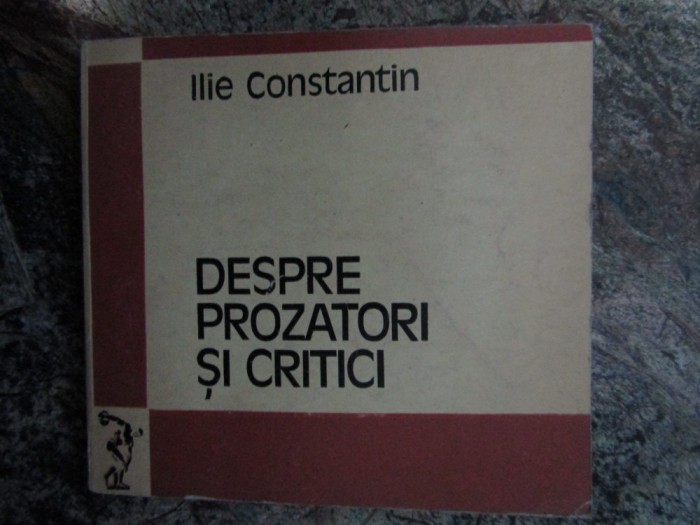 Ilie Constantin
DESPRE
PROZATORI
ȘI CRITICI